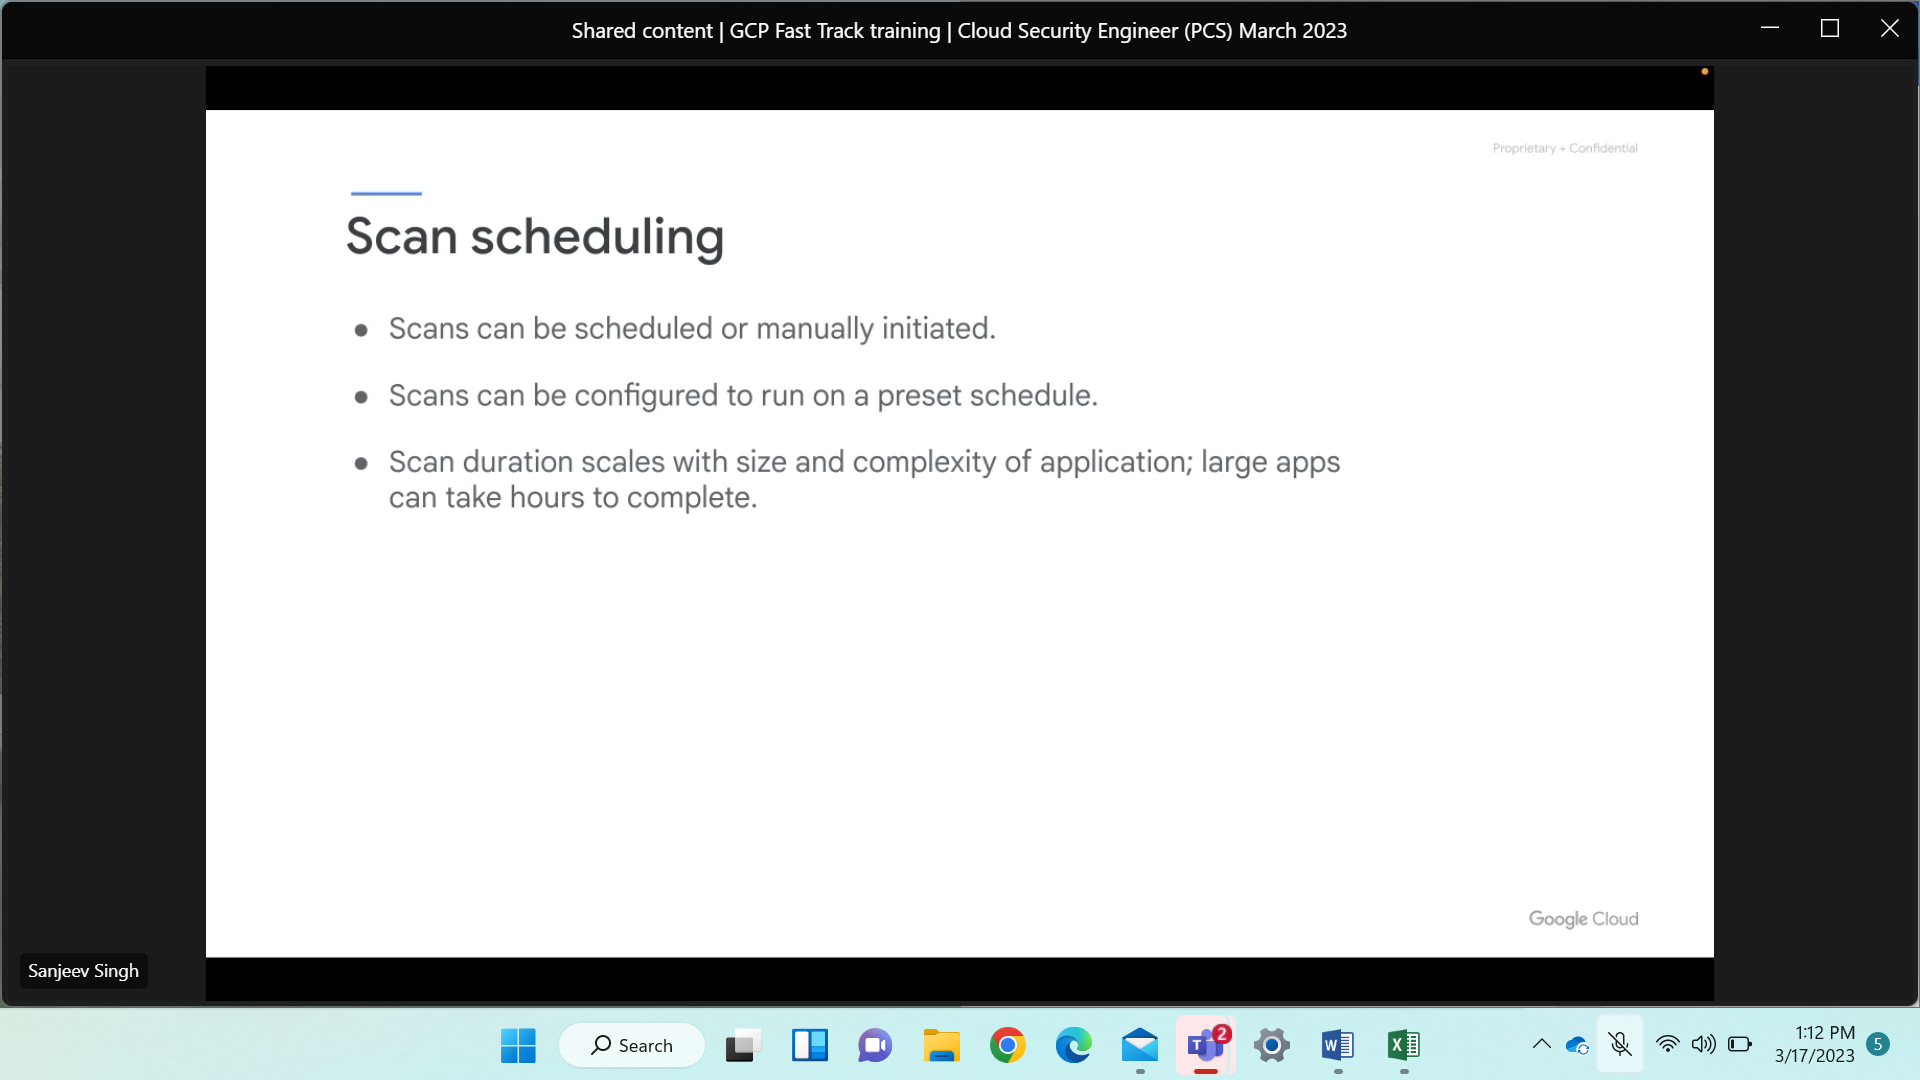 Shared content | GCP Fast Track training | Cloud Security Engineer (PCS) March 2023
Proprietary + Confidential
Scan scheduling
● Scans can be scheduled or manually initiated.
● Scans can be configured to run on a preset schedule.
● Scan duration scales with size and complexity of application; large apps
can take hours to complete.
Google Cloud
Sanjeev Singh
Search
T
2
W
X
1:12 PM
3/17/2023
5